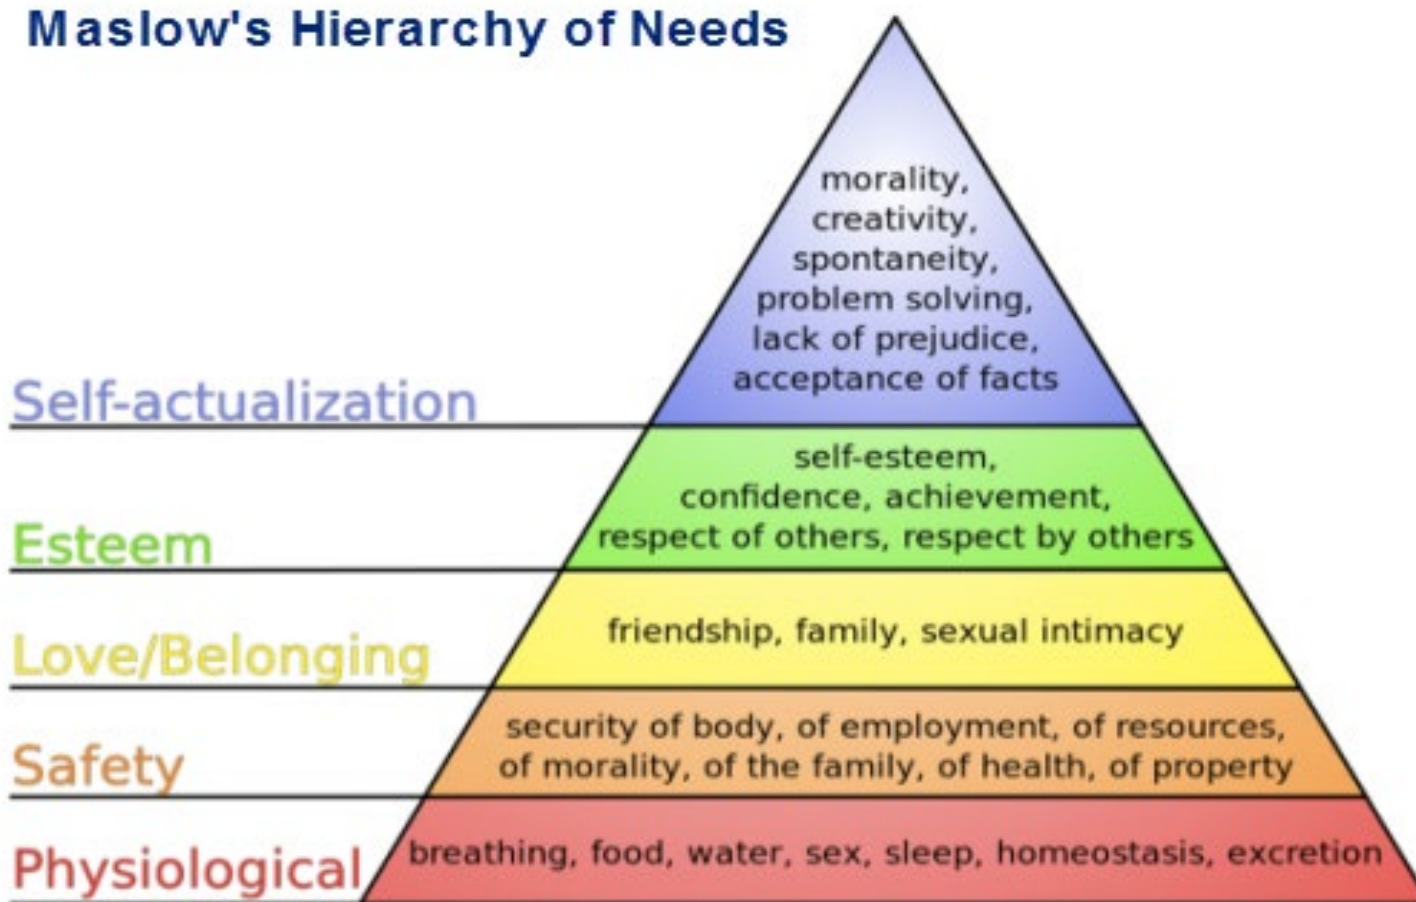 Maslow's Hierarchy of Needs
morality,
creativity,
spontaneity,
problem solving,
lack of prejudice,
acceptance of facts
Self-actualization
self-esteem,
confidence, achievement,
respect of others, respect by others
Esteem
friendship, family, sexual intimacy
Love/Belonging
security of body, of employment, of resources,
of morality, of the family, of health, of property
Safety
breathing, food, water, sex, sleep, homeostasis, excretion
Physiological